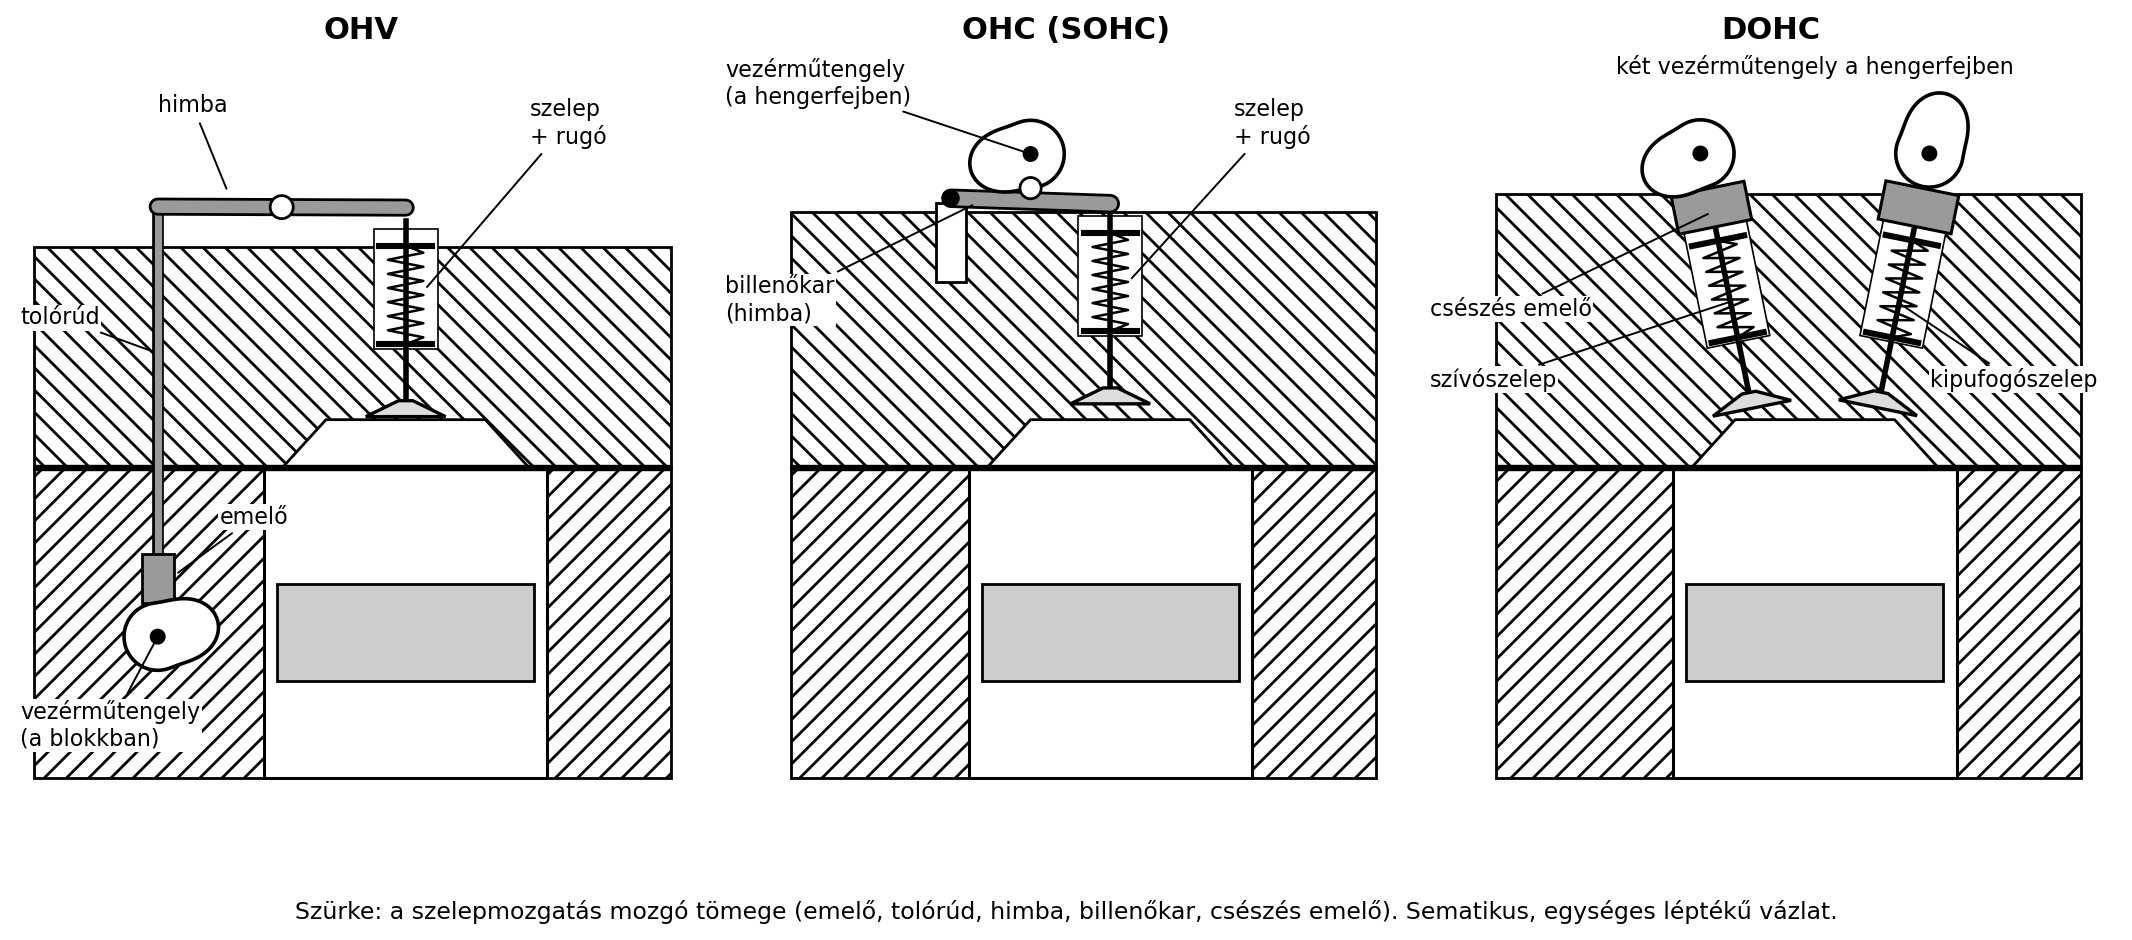 OHV
himba
szelep
+ rugó
tolórúd
emelő
vezérműtengely
(a blokkban)
OHC (SOHC)
vezérműtengely
(a hengerfejben)
szelep
+ rugó
billenőkar
(himba)
DOHC
két vezérműtengely a hengerfejben
csészés emelő
szívószelep
kipufogószelep
Szürke: a szelepmozgatás mozgó tömege (emelő, tolórúd, himba, billenőkar, csészés emelő). Sematikus, egységes léptékű vázlat.